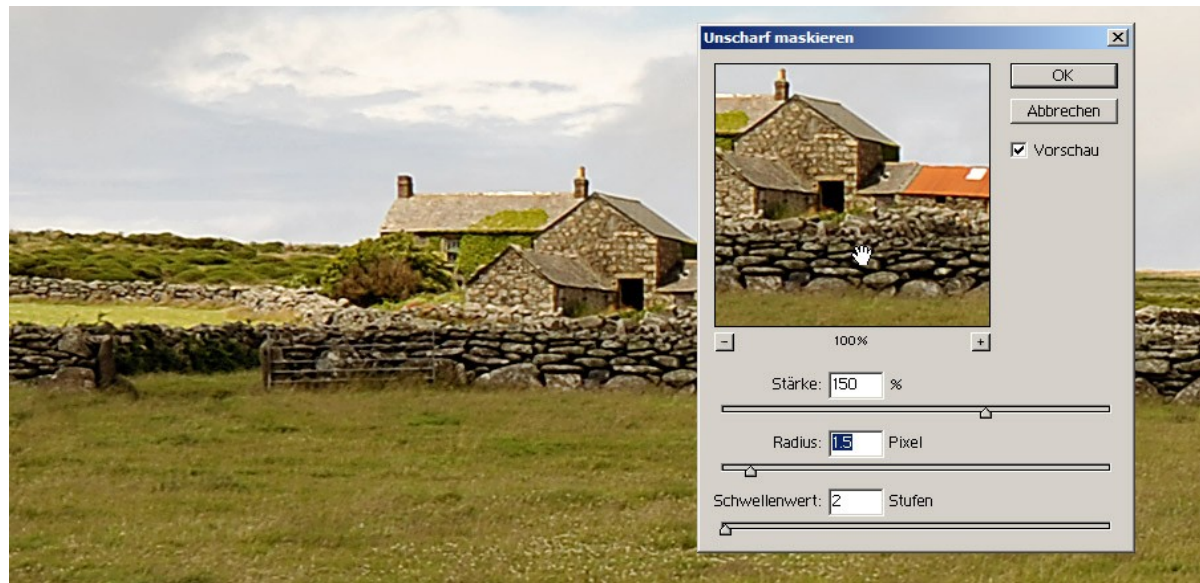 Unscharf maskieren
OK
Abbrechen
Vorschau
100%
Stärke: 150 %
Radius: 1.5 Pixel
Schwellenwert: 2 Stufen